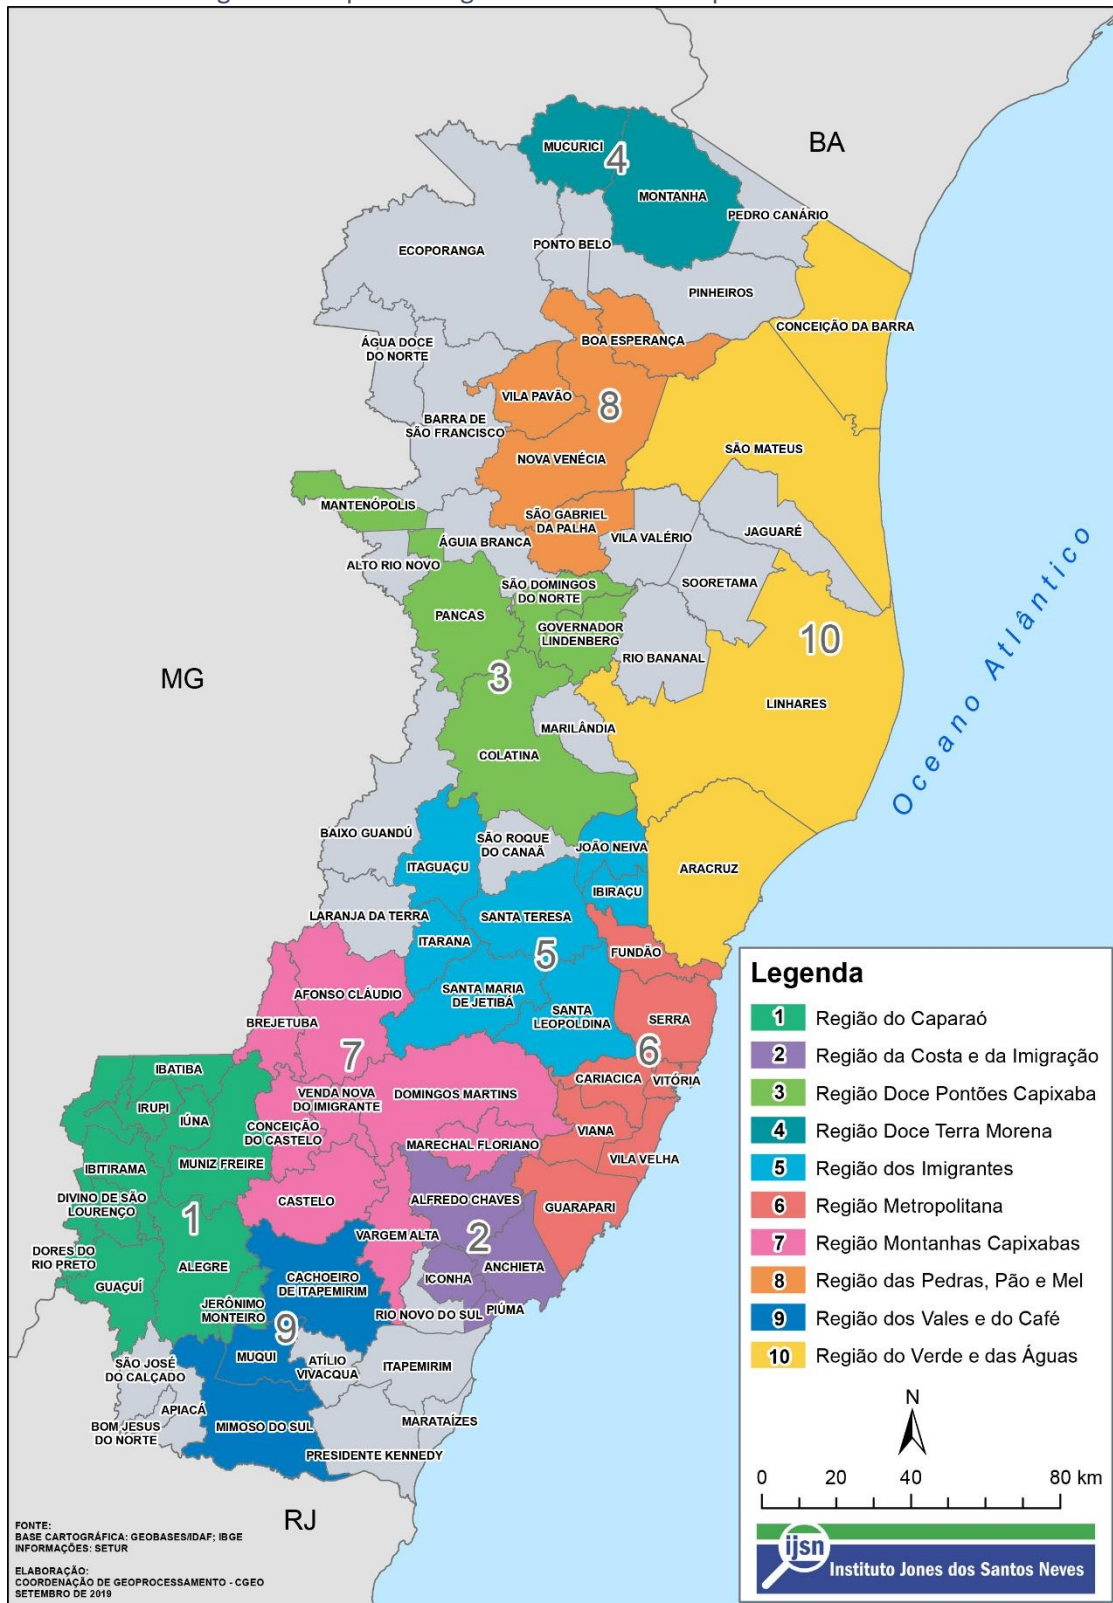 MUCURICI
4
BA
MONTANHA
PEDRO CANÁRIO
ECOPORANGA
PONTO BELO
PINHEIROS
CONCEIÇÃO DA BARRA
ÁGUA DOCE
DO NORTE
BOA ESPERANÇA
VILA PAVÃO
8
BARRA DE
SÃO FRANCISCO
NOVA VENÉCIA
SÃO MATEUS
MANTENÓPOLIS
SÃO GABRIEL
DA PALHA
ÁGUIA BRANCA
VILA VALÉRIO
JAGUARÉ
ALTO RIO NOVO
SOORETAMA
SÃO DOMINGOS
DO NORTE
PANCAS
GOVERNADOR
LINDENBERG
10
RIO BANANAL
MG
3
LINHARES
MARILÂNDIA
COLATINA
Oceano Atlântico
BAIXO GUANDÚ
SÃO ROQUE
DO CANAÃ
JOÃO NEIVA
ITAGUAÇU
ARACRUZ
IBIRAÇU
LARANJA DA TERRA
SANTA TERESA
ITARANA
5
FUNDÃO
AFONSO CLÁUDIO
SANTA MARIA
DE JETIBÁ
SANTA
LEOPOLDINA
SERRA
BREJETUBA
7
6
IBATIBA
CARIACICA
VITÓRIA
VENDA NOVA
DO IMIGRANTE
DOMINGOS MARTINS
IRUPI
IÚNA
CONCEIÇÃO
DO CASTELO
VIANA
MARECHAL FLORIANO
VILA VELHA
IBITIRAMA
MUNIZ FREIRE
DIVINO DE SÃO
LOURENÇO
CASTELO
ALFREDO CHAVES
GUARAPARI
1
2
VARGEM ALTA
DORES DO
RIO PRETO
ALEGRE
GUAÇUÍ
CACHOEIRO
DE ITAPEMIRIM
ICONHA
ANCHIETA
JERÔNIMO
MONTEIRO
RIO NOVO DO SUL
PIÚMA
9
MUQUI
SÃO JOSÉ
DO CALÇADO
ATÍLIO
VIVACQUA
ITAPEMIRIM
APIACÁ
BOM JESUS
DO NORTE
MIMOSO DO SUL
MARATAÍZES
PRESIDENTE KENNEDY
RJ
FONTE:
BASE CARTOGRÁFICA: GEOBASES/IDAF; IBGE
INFORMAÇÕES: SETUR
ELABORAÇÃO:
COORDENAÇÃO DE GEOPROCESSAMENTO - CGEO
SETEMBRO DE 2019
Legenda
1 Região do Caparaó
2 Região da Costa e da Imigração
3 Região Doce Pontões Capixaba
4 Região Doce Terra Morena
5 Região dos Imigrantes
6 Região Metropolitana
7 Região Montanhas Capixabas
8 Região das Pedras, Pão e Mel
9 Região dos Vales e do Café
10 Região do Verde e das Águas
N
0 20 40 80 km
ijsn
Instituto Jones dos Santos Neves